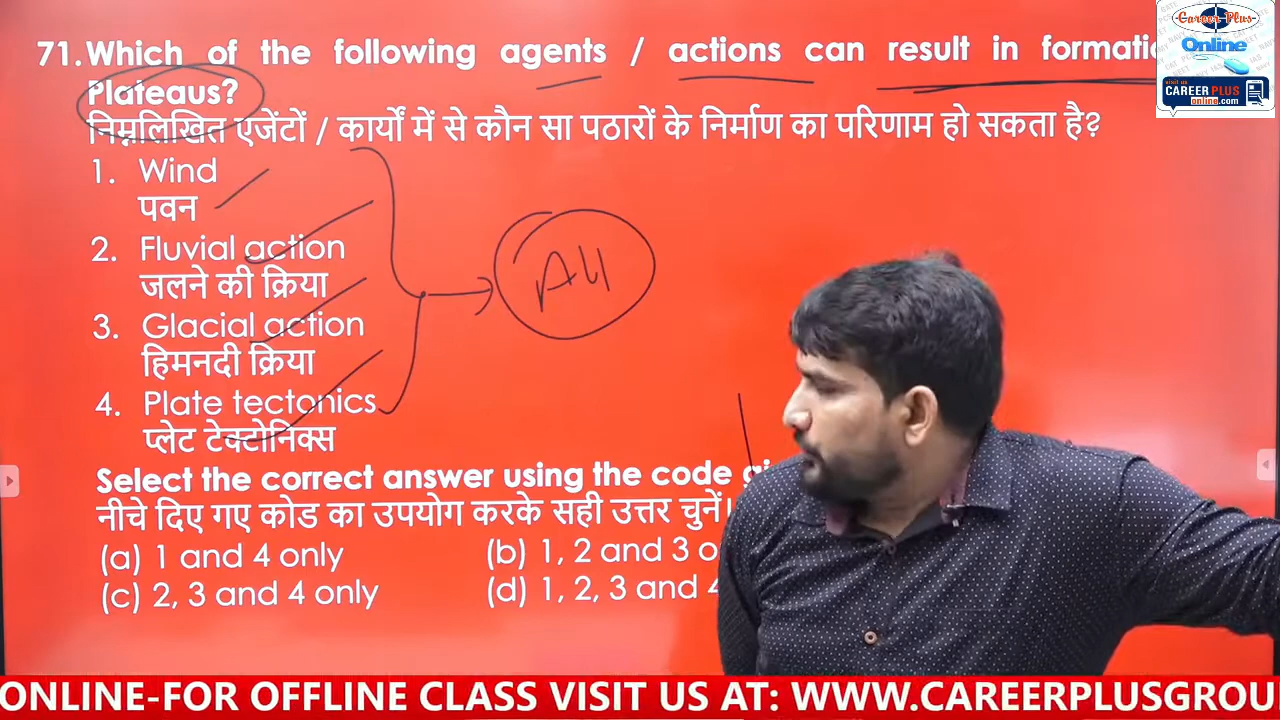 71. Which of the following agents / actions can result in
Plateaus?
निम्नलिखित एजेंटों / कार्यों में से कौन सा पठारों के निर्माण का परिणाम हो सकता है?
1. Wind
पवन
2. Fluvial action
जलने की क्रिया
3. Glacial action
हिमनदी क्रिया
4. Plate tectonics
प्लेट टेक्टोनिक्स
All
Select the correct answer using the code
नीचे दिए गए कोड का उपयोग करके सही उत्तर चुनें।
(a) 1 and 4 only
(b) 1, 2 and 3
(c) 2, 3 and 4 only
(d) 1, 2, 3 and 4
Career Plus
Online
visit us
CAREER PLUS
online.com
ONLINE-FOR OFFLINE CLASS VISIT US AT: WWW.CAREERPLUSGROU